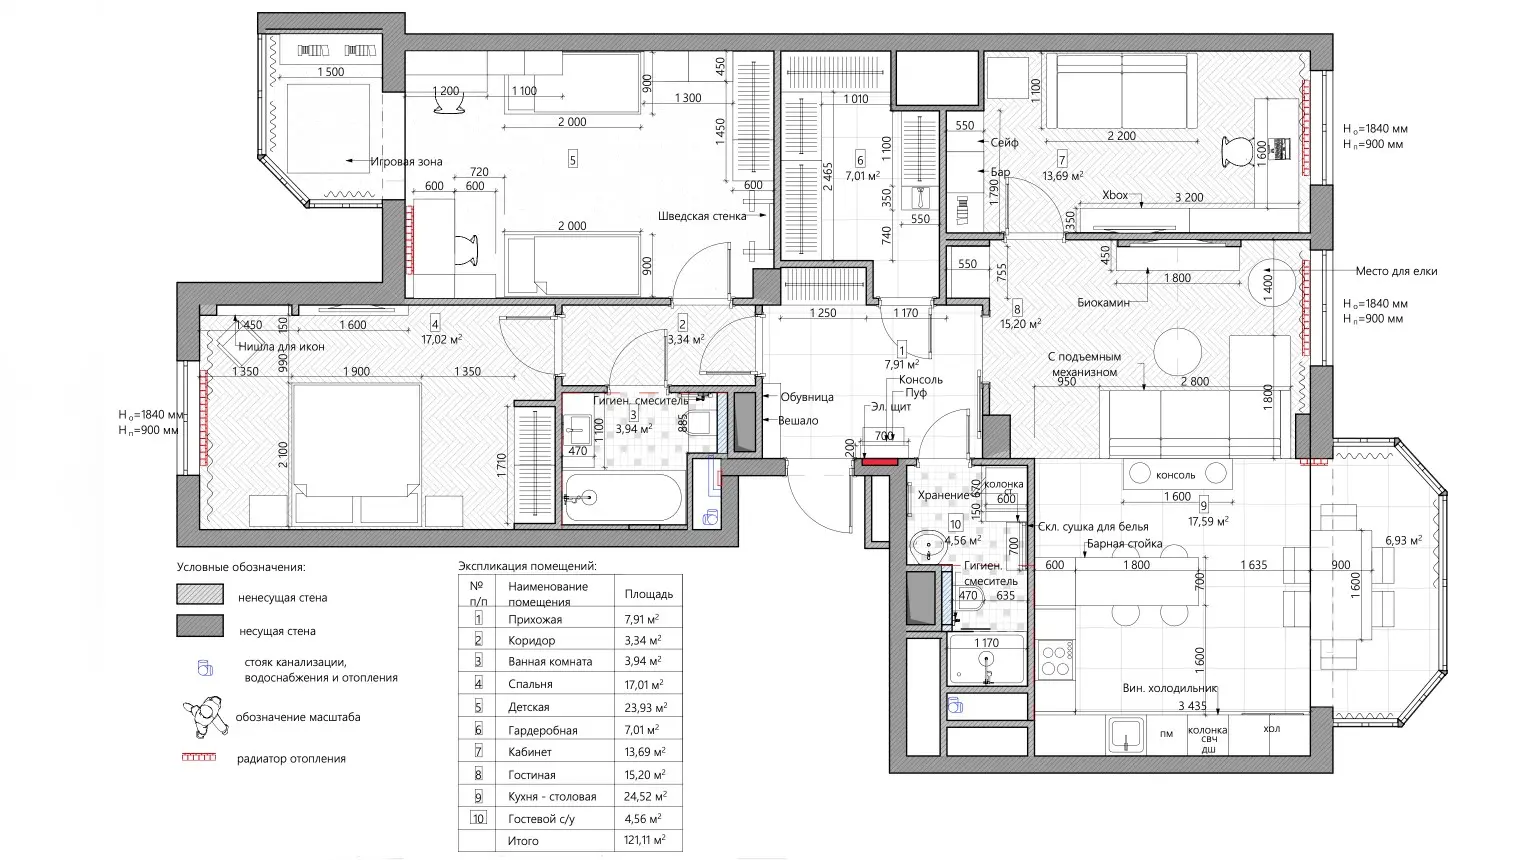 1 500
Игровая зона
1 200
1 100
900
2 000
1 300
450
1 450
5
720
600
600
600
2 000
Шведская стенка
900
1 010
6
7,01 м²
2 465
1 100
350
740
550
550
Сейф
Бар
1 790
1 100
2 200
7
13,69 м²
1 600
Xbox
3 200
350
H о=1840 мм
H п=900 мм
550
755
450
1 800
Биокамин
1 400
Место для елки
H о=1840 мм
H п=900 мм
8
15,20 м²
С подъемным
механизмом
950
2 800
1 800
1 450
150
1 600
4
17,02 м²
Нишла для икон
990
1 350
1 900
1 350
H о=1840 мм
H п=900 мм
2 100
1 710
2
3,34 м²
1 250
1 170
1
7,91 м²
Консоль
Пуф
Эл. щит
Обувница
Вешало
700
200
Гигиен. смеситель
3
3,94 м²
1 100
885
470
Хранение
670
150
колонка
600
10
4,56 м²
Скл. сушка для белья
700
Гигиен.
смеситель
470
635
1 170
консоль
1 600
9
17,59 м²
Барная стойка
600
1 800
1 635
900
700
1 600
6,93 м²
1 600
Вин. холодильник
3 435
пм
колонка
свч
дш
хол
Условные обозначения:
ненесущая стена
несущая стена
стояк канализации,
водоснабжения и отопления
обозначение масштаба
радиатор отопления
Экспликация помещений:
№ п/п Наименование помещения Площадь
1 Прихожая 7,91 м²
2 Коридор 3,34 м²
3 Ванная комната 3,94 м²
4 Спальня 17,01 м²
5 Детская 23,93 м²
6 Гардеробная 7,01 м²
7 Кабинет 13,69 м²
8 Гостиная 15,20 м²
9 Кухня - столовая 24,52 м²
10 Гостевой с/у 4,56 м²
Итого 121,11 м²